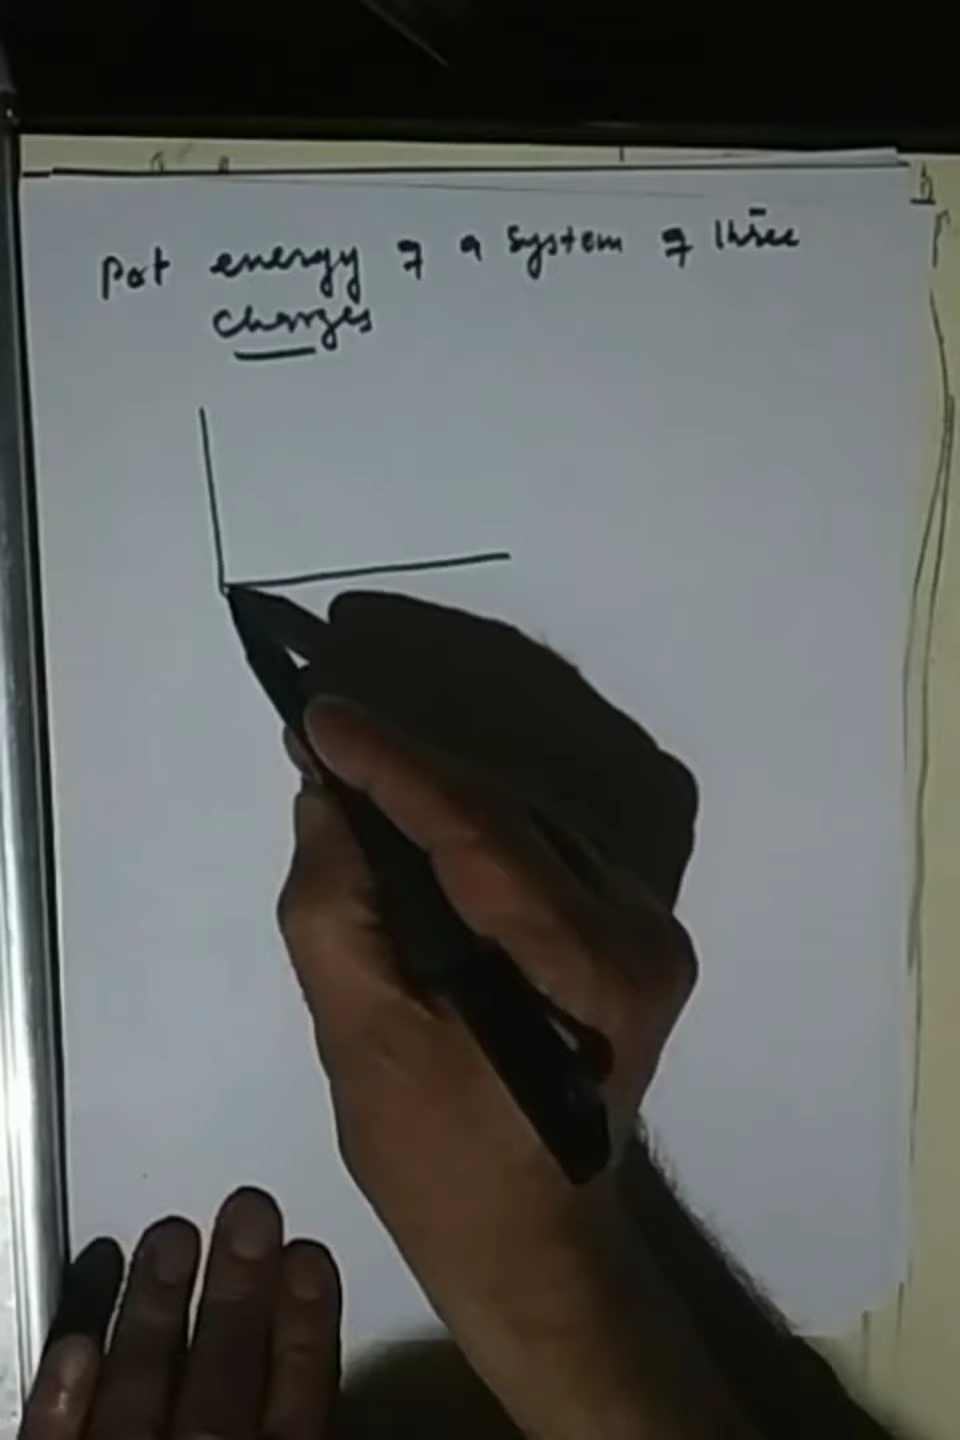 Pot energy of a system of three
charges